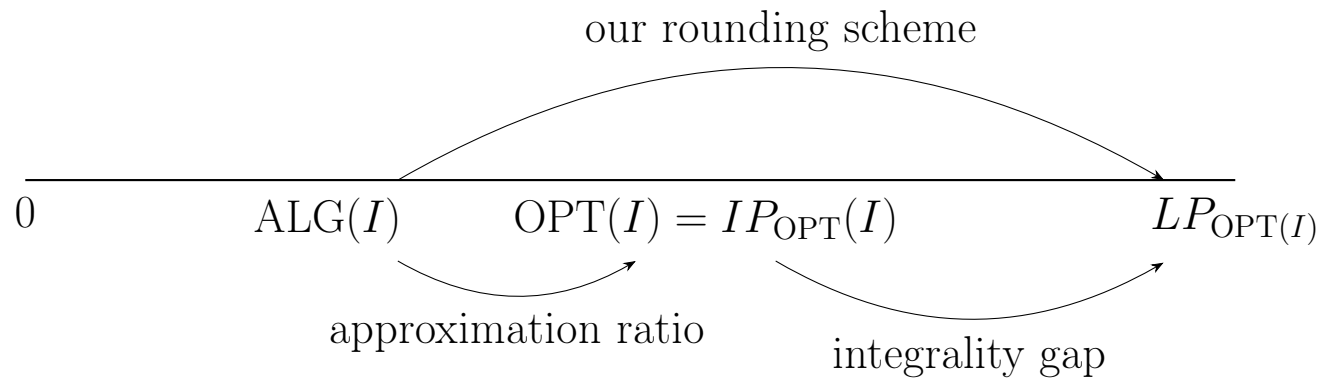 our rounding scheme
0 ALG(I) OPT(I) = IP_OPT(I) LP_OPT(I)
approximation ratio
integrality gap